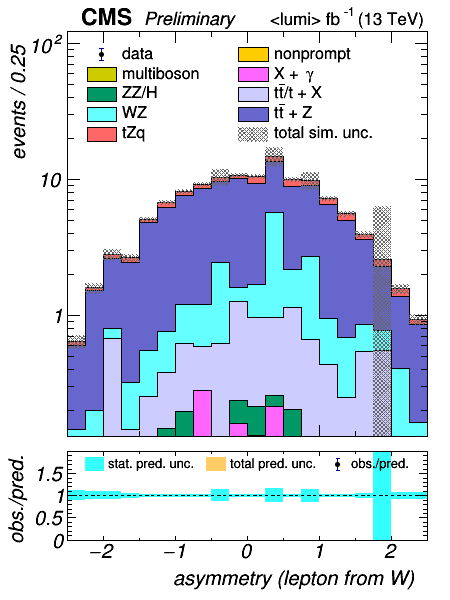 CMS Preliminary <lumi> fb⁻¹ (13 TeV)
events / 0.25
10²
10
1
data
multiboson
ZZ/H
WZ
tZq
nonprompt
X + γ
tt̄/t + X
tt̄ + Z
total sim. unc.
obs./pred.
1.5
1
0.5
0
stat. pred. unc. total pred. unc. obs./pred.
−2 −1 0 1 2
asymmetry (lepton from W)